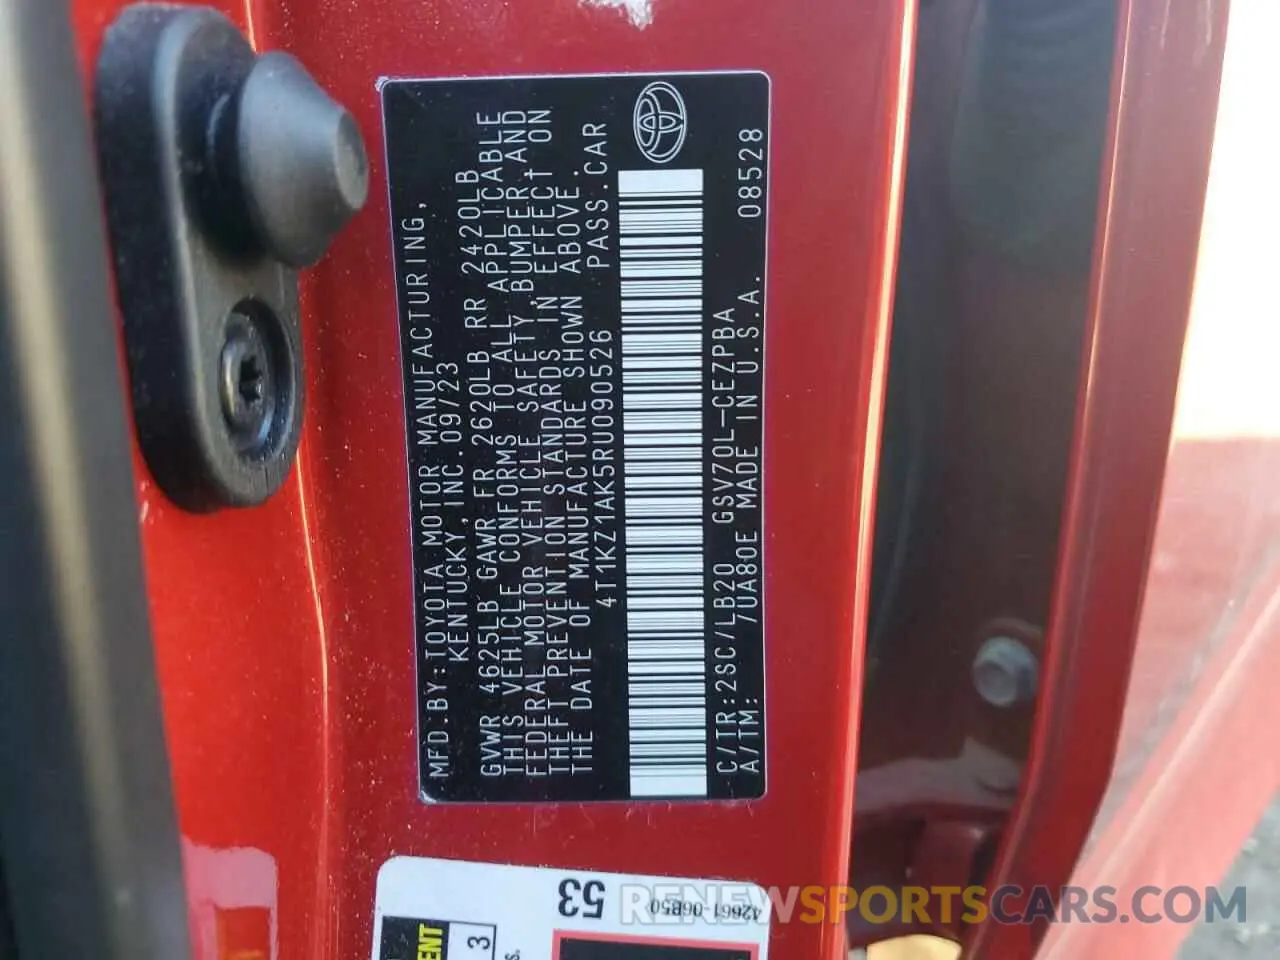 MFD.BY:TOYOTA MOTOR MANUFACTURING,
KENTUCKY,INC.09/23
GVWR 4625LB GAWR FR 2620LB RR 2420LB
THIS VEHICLE CONFORMS TO ALL APPLICABLE
FEDERAL MOTOR VEHICLE SAFETY,BUMPER,AND
THEFT PREVENTION STANDARDS IN EFFECT ON
THE DATE OF MANUFACTURE SHOWN ABOVE.
4T1KZ1AK5RU090526 PASS.CAR
C/TR:2SC/LB20 GSV70L-CEZPBA
A/TM: 7UA80E MADE IN U.S.A. 08528
53
42661-06B50
3
RENEWSPORTSCARS.COM